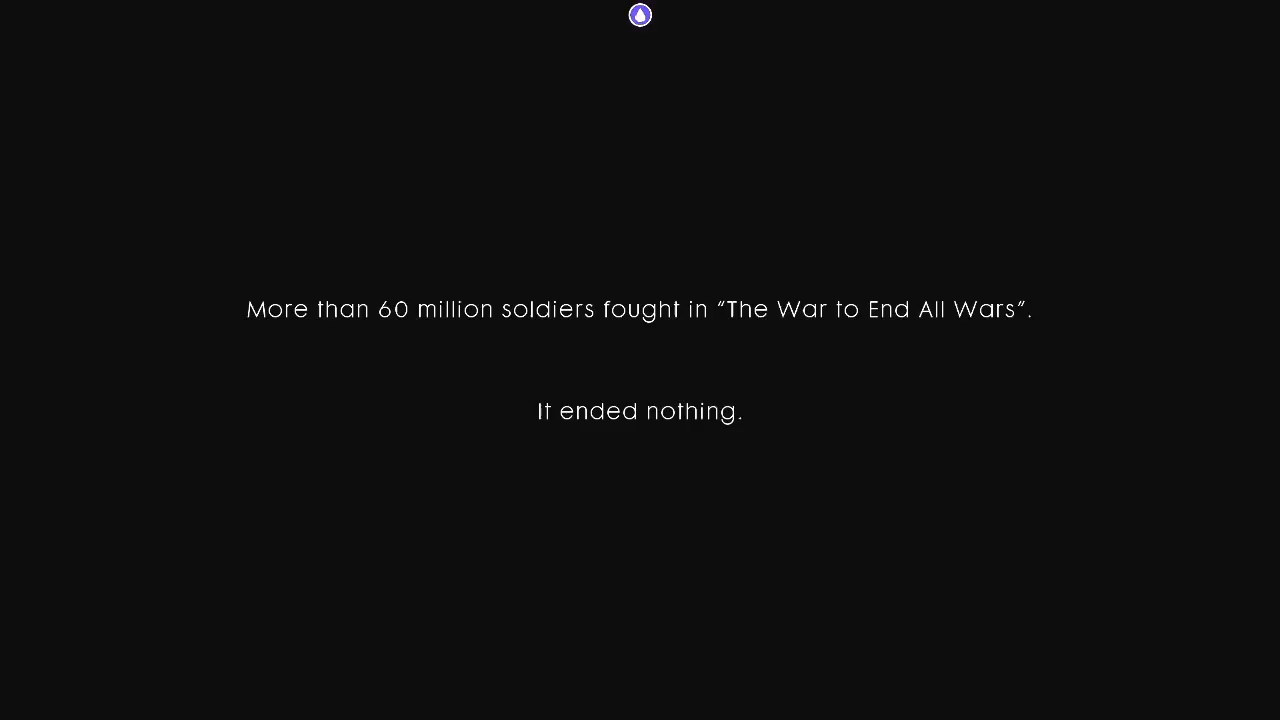 More than 60 million soldiers fought in “The War to End All Wars”.
It ended nothing.